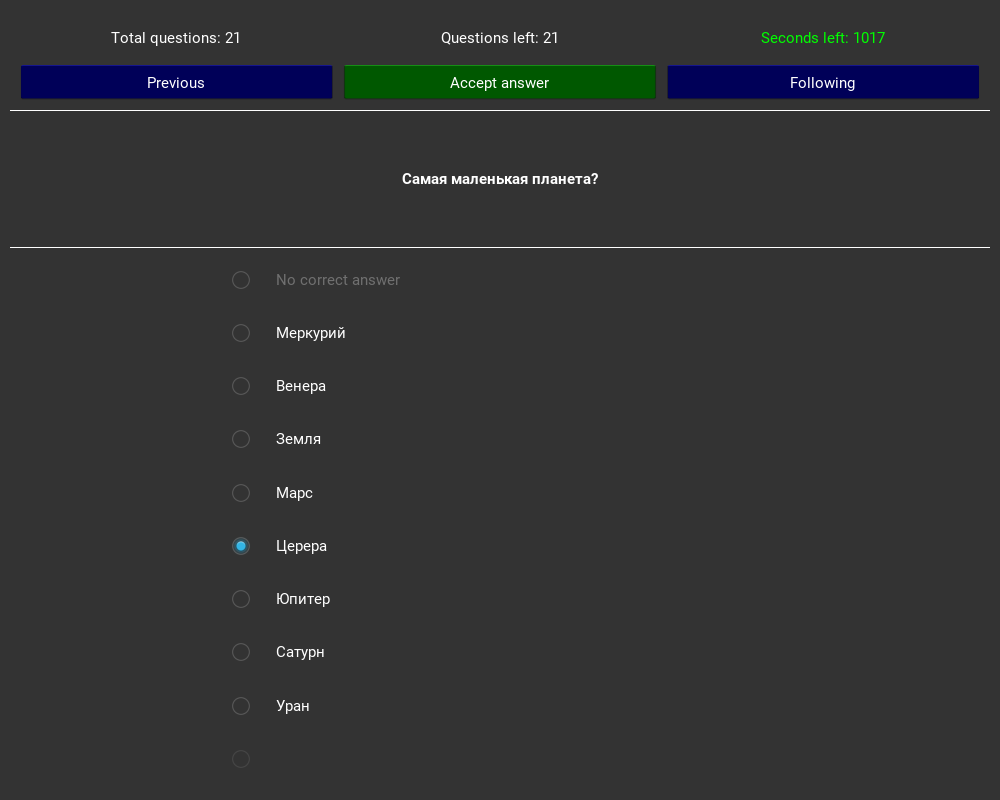 Total questions: 21
Questions left: 21
Seconds left: 1017
Previous
Accept answer
Following
Самая маленькая планета?
No correct answer
Меркурий
Венера
Земля
Марс
Церера
Юпитер
Сатурн
Уран